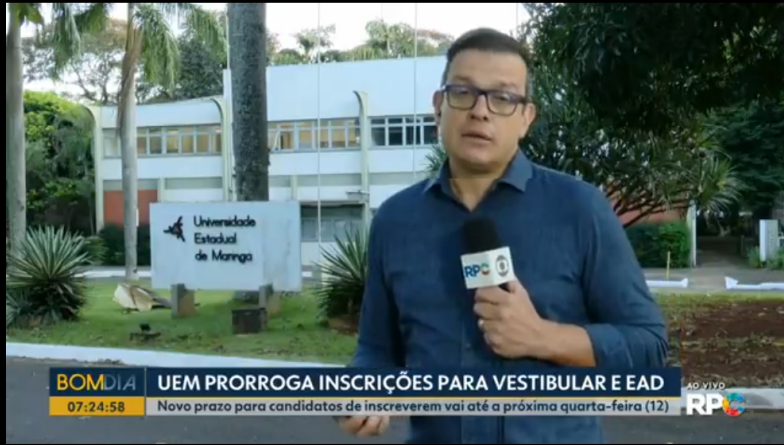 Universidade
Estadual
de Maringá
RPC
BOM DIA
UEM PRORROGA INSCRIÇÕES PARA VESTIBULAR E EAD
07:24:58
Novo prazo para candidatos de inscreverem vai até a próxima quarta-feira (12)
AO VIVO
RPC